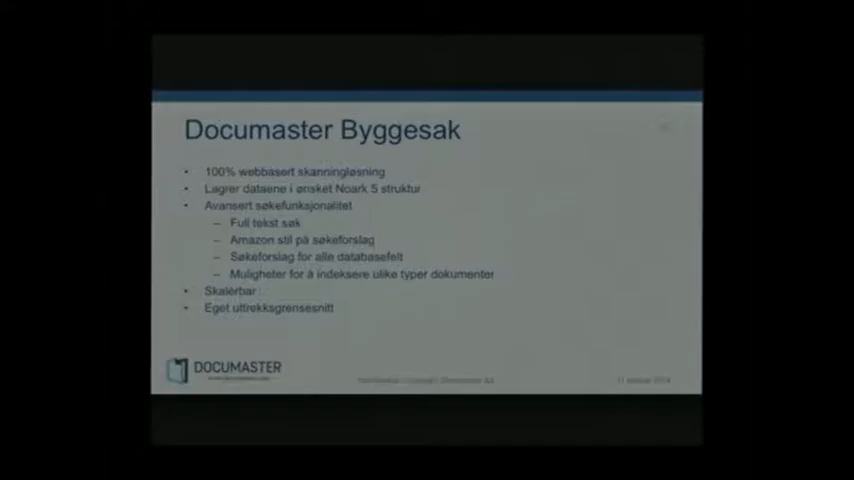 Documaster Byggesak
• 100% webbasert skanningløsning
• Lagrer dataene i ønsket Noark 5 struktur
• Avansert søkefunksjonalitet
– Full tekst søk
– Amazon stil på søkeforslag
– Søkeforslag for alle databasefelt
– Muligheter for å indeksere ulike typer dokumenter
• Skalerbar
• Eget uttrekksgrensesnitt
DOCUMASTER